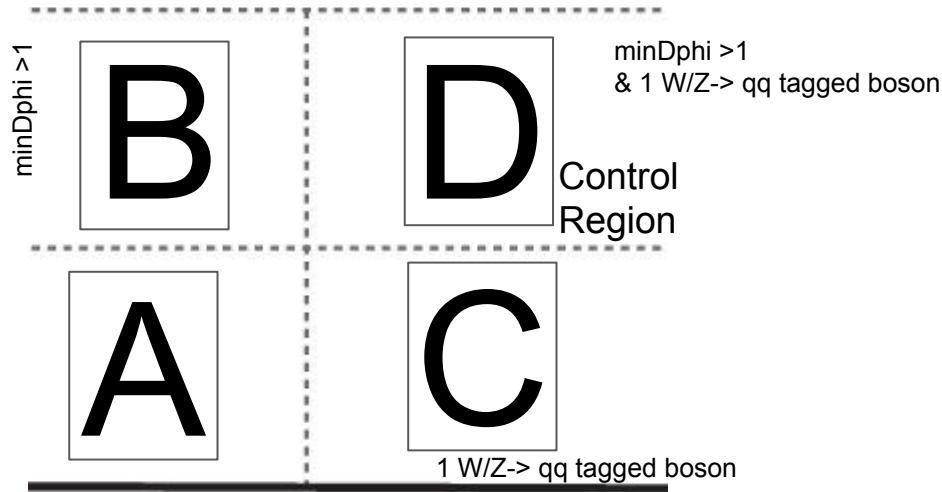 minDphi >1
B
D
minDphi >1
& 1 W/Z-> qq tagged boson
Control
Region
A
C
1 W/Z-> qq tagged boson